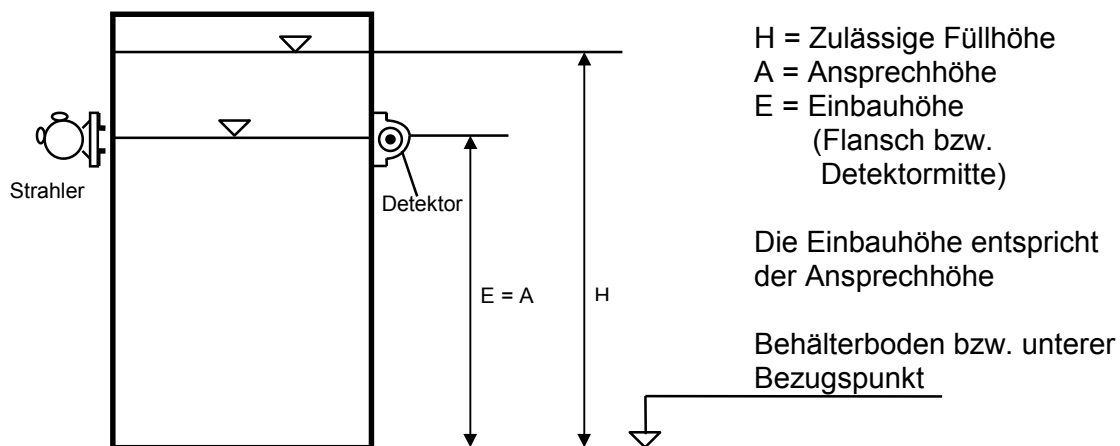 H = Zulässige Füllhöhe
A = Ansprechhöhe
E = Einbauhöhe
(Flansch bzw.
Detektormitte)
Strahler
Detektor
Die Einbauhöhe entspricht
der Ansprechhöhe
E = A
H
Behälterboden bzw. unterer
Bezugspunkt